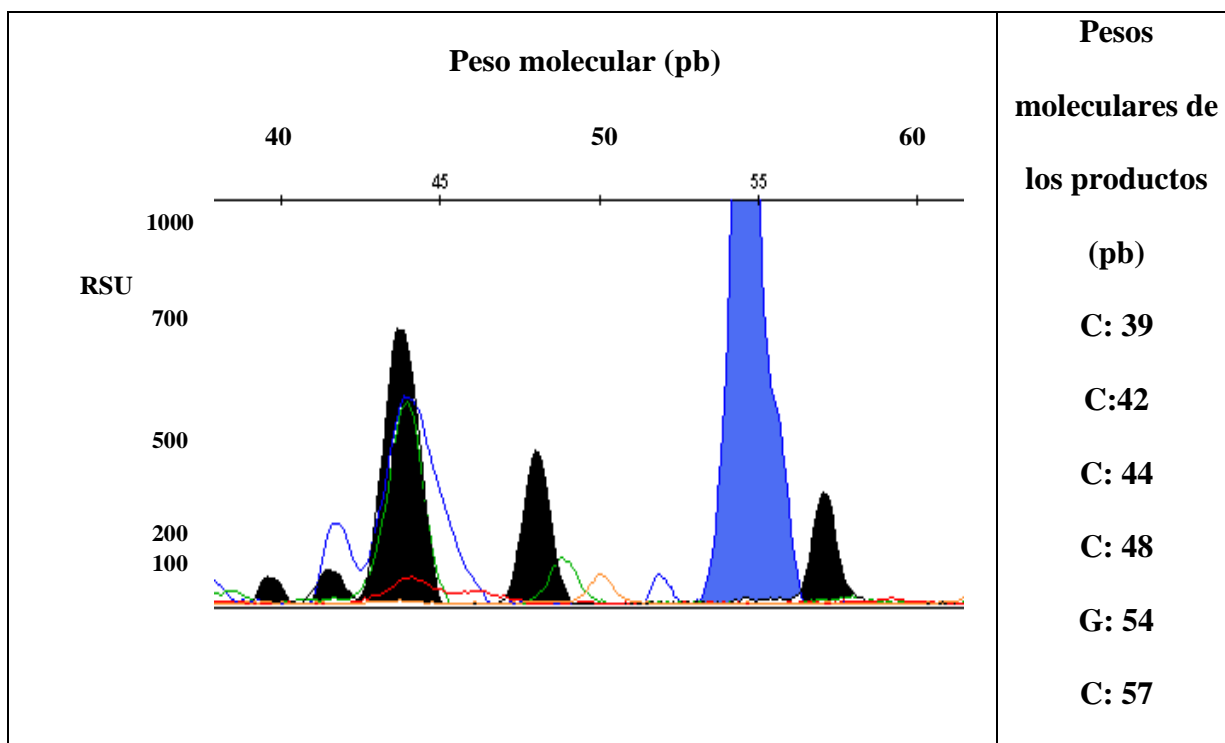 Peso molecular (pb)
40 50 60
45 55
1000
RSU
700
500
200
100
Pesos
moleculares de
los productos
(pb)
C: 39
C:42
C: 44
C: 48
G: 54
C: 57